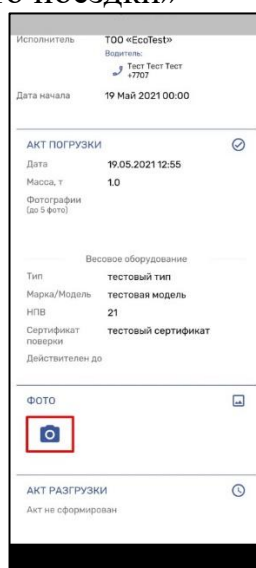 поездки»
Исполнитель ТОО «EcoTest»
Водитель:
Тест Тест Тест
+7707
Дата начала 19 Май 2021 00:00
АКТ ПОГРУЗКИ
Дата 19.05.2021 12:55
Масса, т 1.0
Фотографии
(до 5 фото)
Весовое оборудование
Тип тестовый тип
Марка/Модель тестовая модель
НПВ 21
Сертификат тестовый сертификат
поверки
Действителен до
ФОТО
АКТ РАЗГРУЗКИ
Акт не сформирован